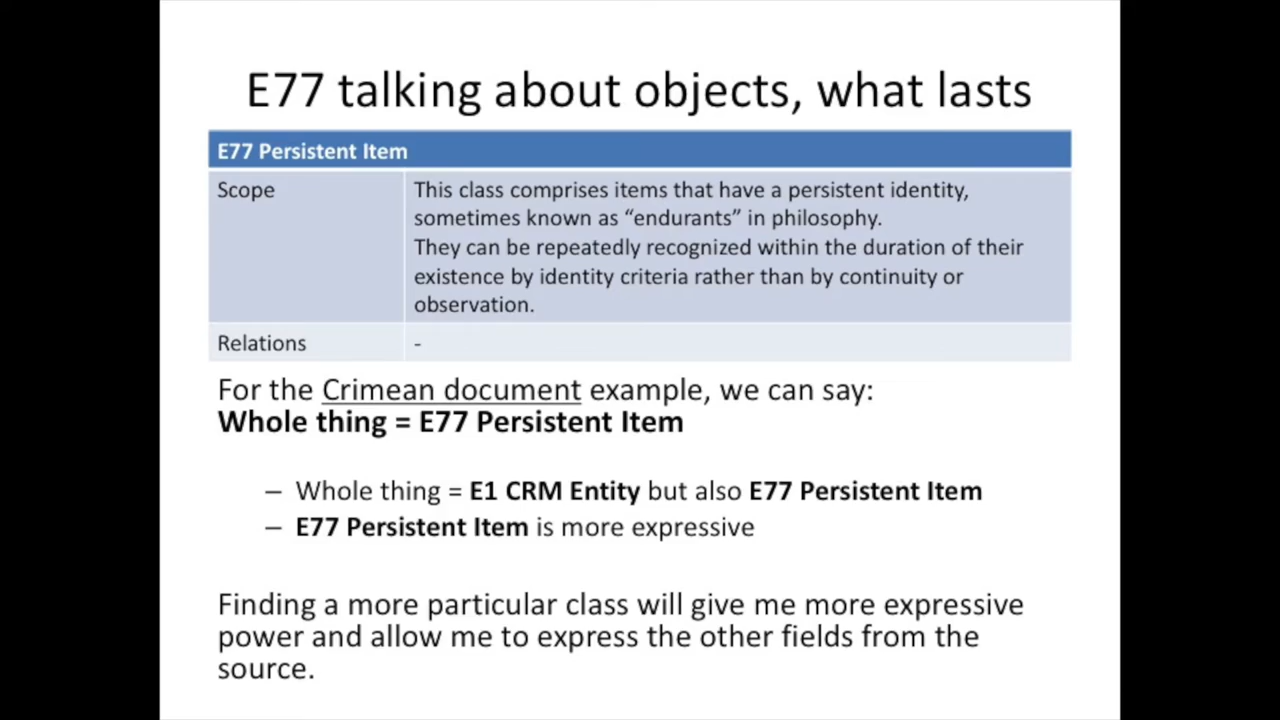 E77 talking about objects, what lasts
E77 Persistent Item
Scope
This class comprises items that have a persistent identity,
sometimes known as “endurants” in philosophy.
They can be repeatedly recognized within the duration of their
existence by identity criteria rather than by continuity or
observation.
Relations
-
For the Crimean document example, we can say:
Whole thing = E77 Persistent Item
– Whole thing = E1 CRM Entity but also E77 Persistent Item
– E77 Persistent Item is more expressive
Finding a more particular class will give me more expressive
power and allow me to express the other fields from the
source.